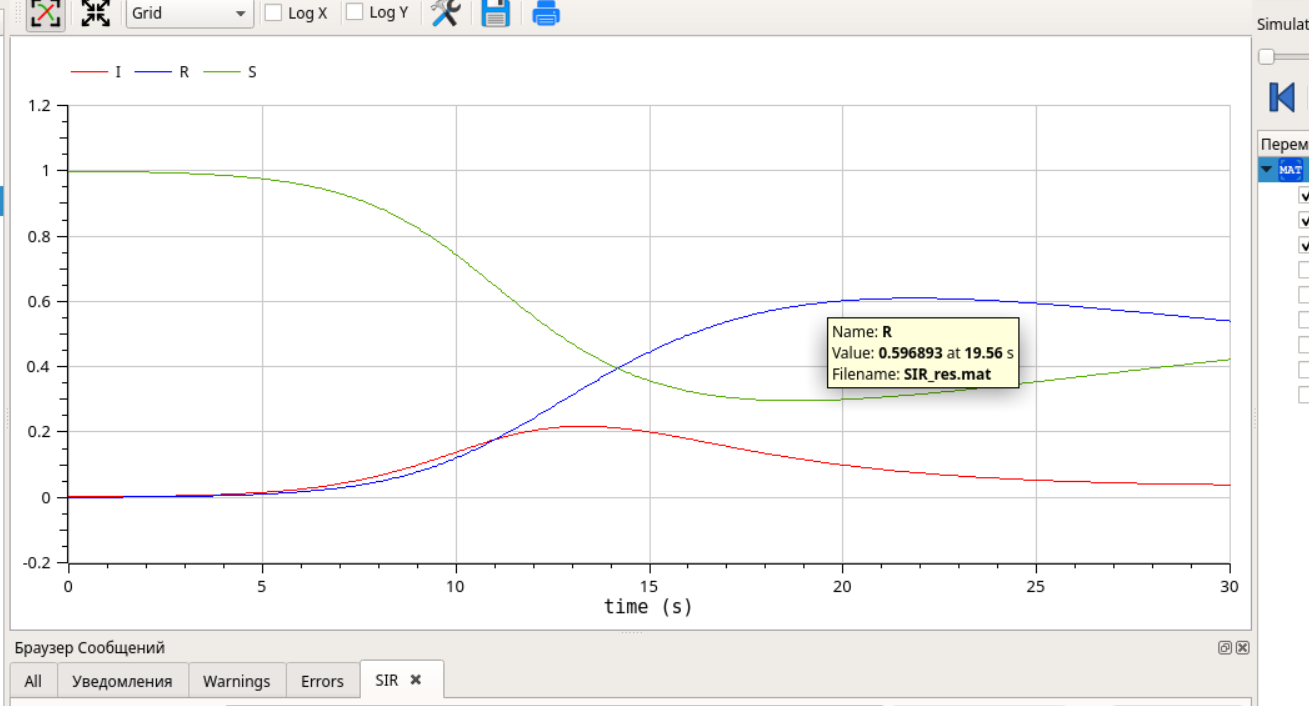 Grid Log X Log Y
Simulat
I R S
1.2
1
0.8
0.6
0.4
0.2
0
-0.2
0 5 10 15 20 25 30
time (s)
Name: R
Value: 0.596893 at 19.56 s
Filename: SIR_res.mat
Перем
MAT
Браузер Сообщений
All Уведомления Warnings Errors SIR